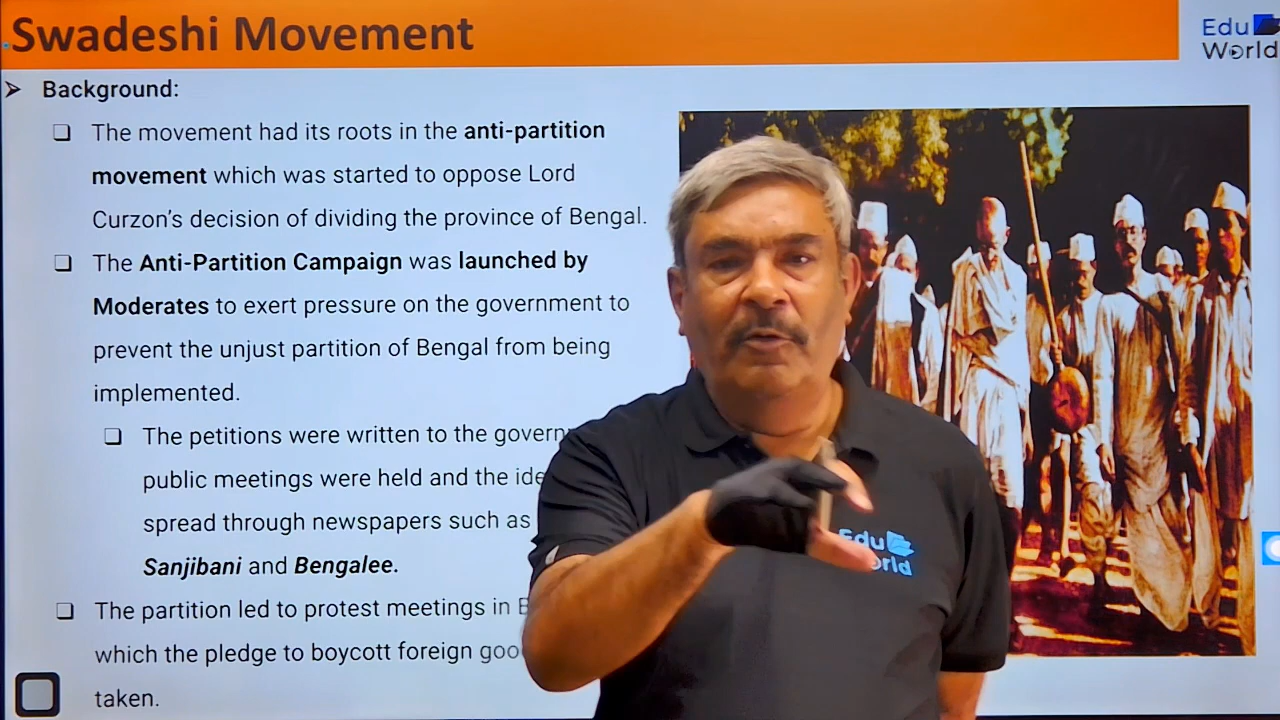 Swadeshi Movement
Edu
World
Background:
The movement had its roots in the anti-partition
movement which was started to oppose Lord
Curzon's decision of dividing the province of Bengal.
The Anti-Partition Campaign was launched by
Moderates to exert pressure on the government to
prevent the unjust partition of Bengal from being
implemented.
The petitions were written to the govern
public meetings were held and the ide
spread through newspapers such as
Sanjibani and Bengalee.
The partition led to protest meetings in
which the pledge to boycott foreign goo
taken.
Edu
orld